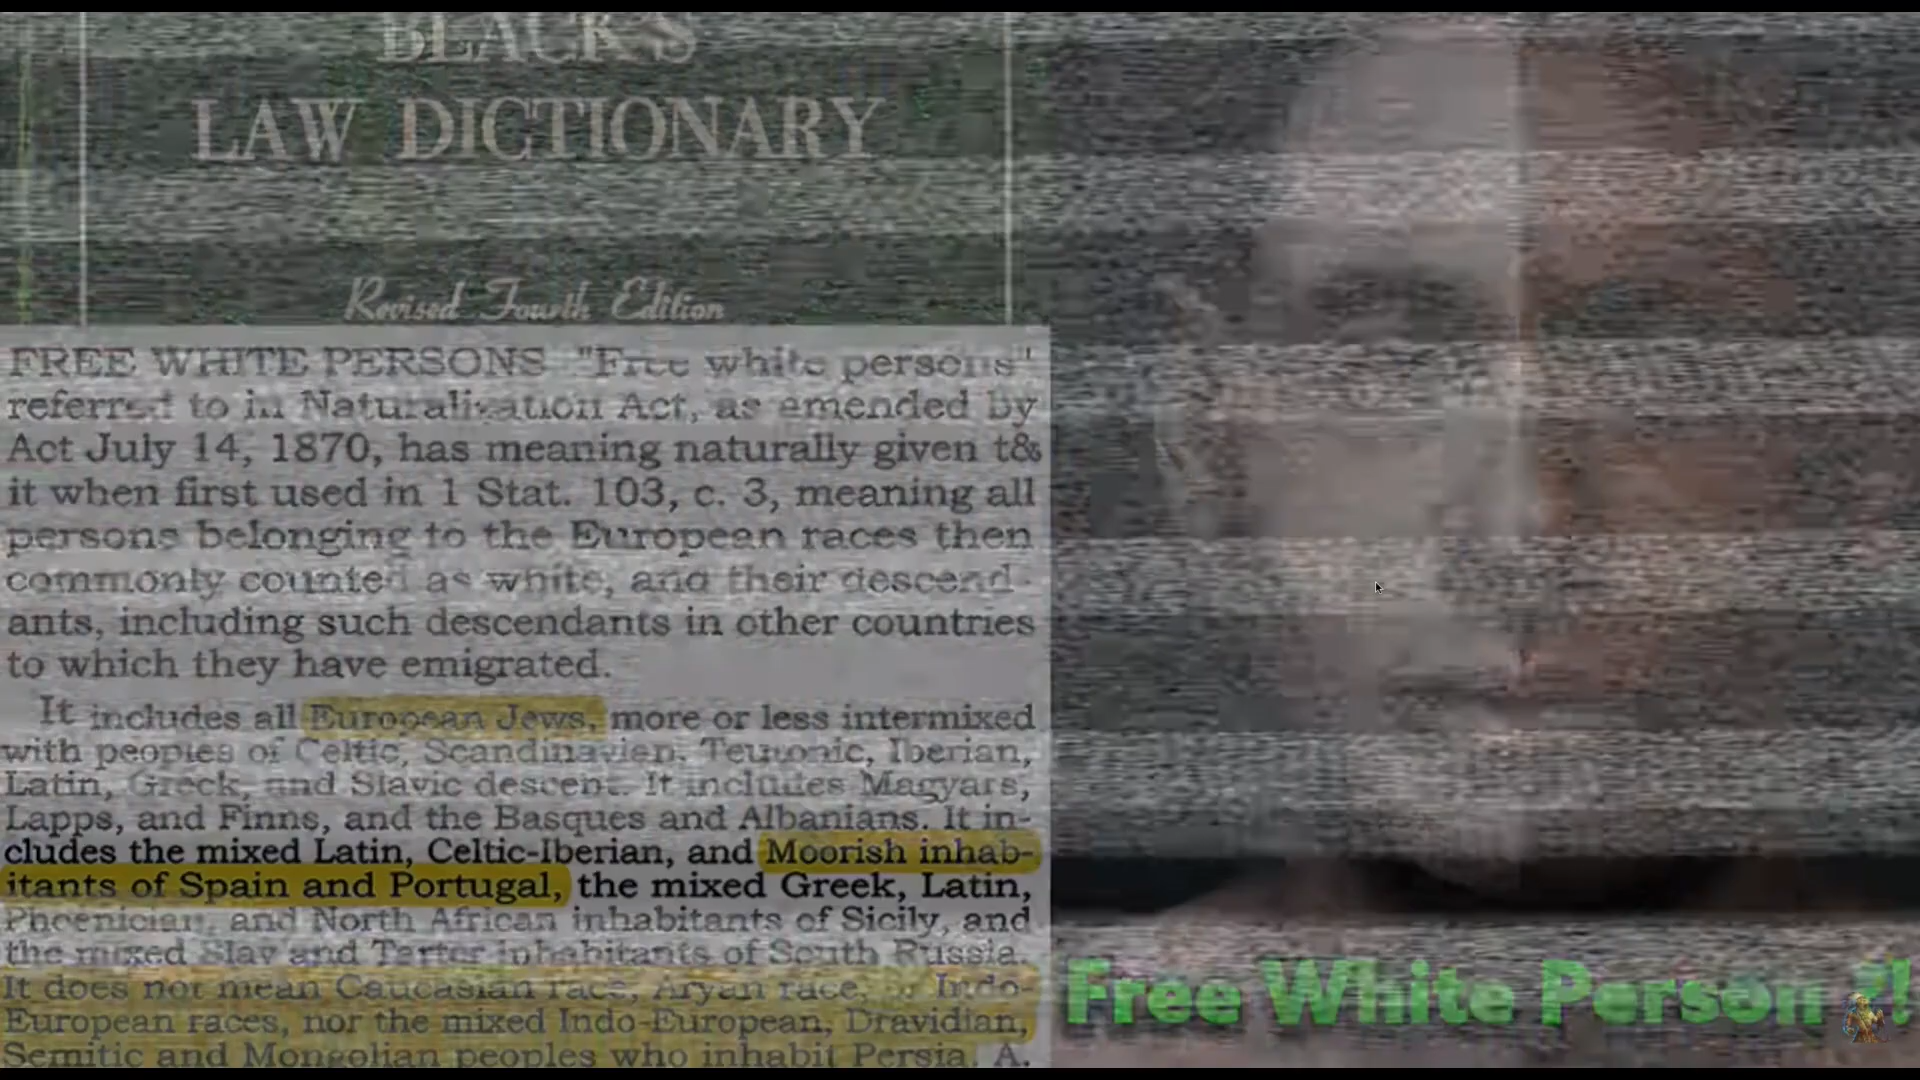 BLACK'S
LAW DICTIONARY
Revised Fourth Edition
FREE WHITE PERSONS "Free white persons"
referred to in Naturalization Act, as amended by
Act July 14, 1870, has meaning naturally given t&
it when first used in 1 Stat. 103, c. 3, meaning all
persons belonging to the European races then
commonly counted as white, and their descend-
ants, including such descendants in other countries
to which they have emigrated.
It includes all European Jews, more or less intermixed
with peoples of Celtic, Scandinavian, Teutonic, Iberian,
Latin, Greek, and Slavic descent. It includes Magyars,
Lapps, and Finns, and the Basques and Albanians. It in-
cludes the mixed Latin, Celtic-Iberian, and Moorish inhab-
itants of Spain and Portugal, the mixed Greek, Latin,
Phoenician, and North African inhabitants of Sicily, and
the mixed Slav and Tarter inhabitants of South Russia.
It does not mean Caucasian race, Aryan race, or Indo-
European races, nor the mixed Indo-European, Dravidian,
Semitic and Mongolian peoples who inhabit Persia. A.
Free White Person ?!